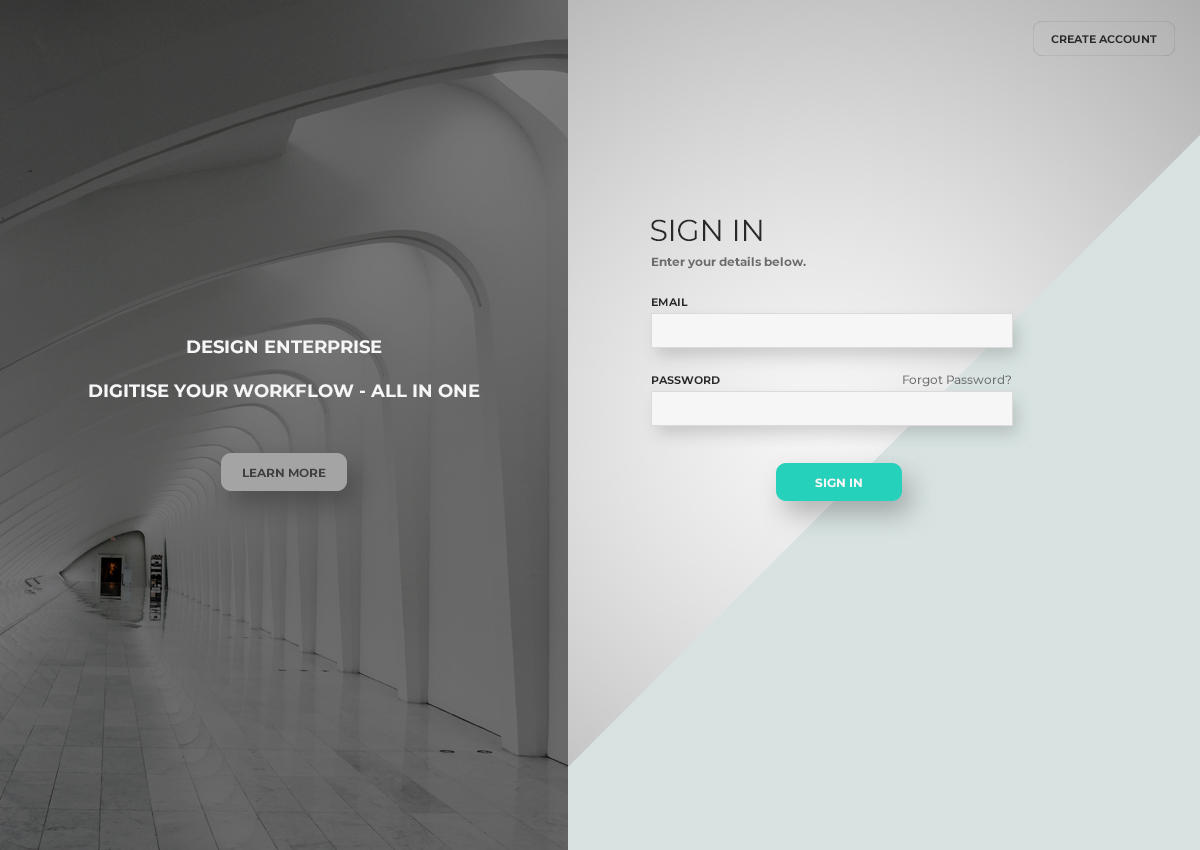 DESIGN ENTERPRISE
DIGITISE YOUR WORKFLOW - ALL IN ONE
LEARN MORE
CREATE ACCOUNT
SIGN IN
Enter your details below.
EMAIL
PASSWORD Forgot Password?
SIGN IN